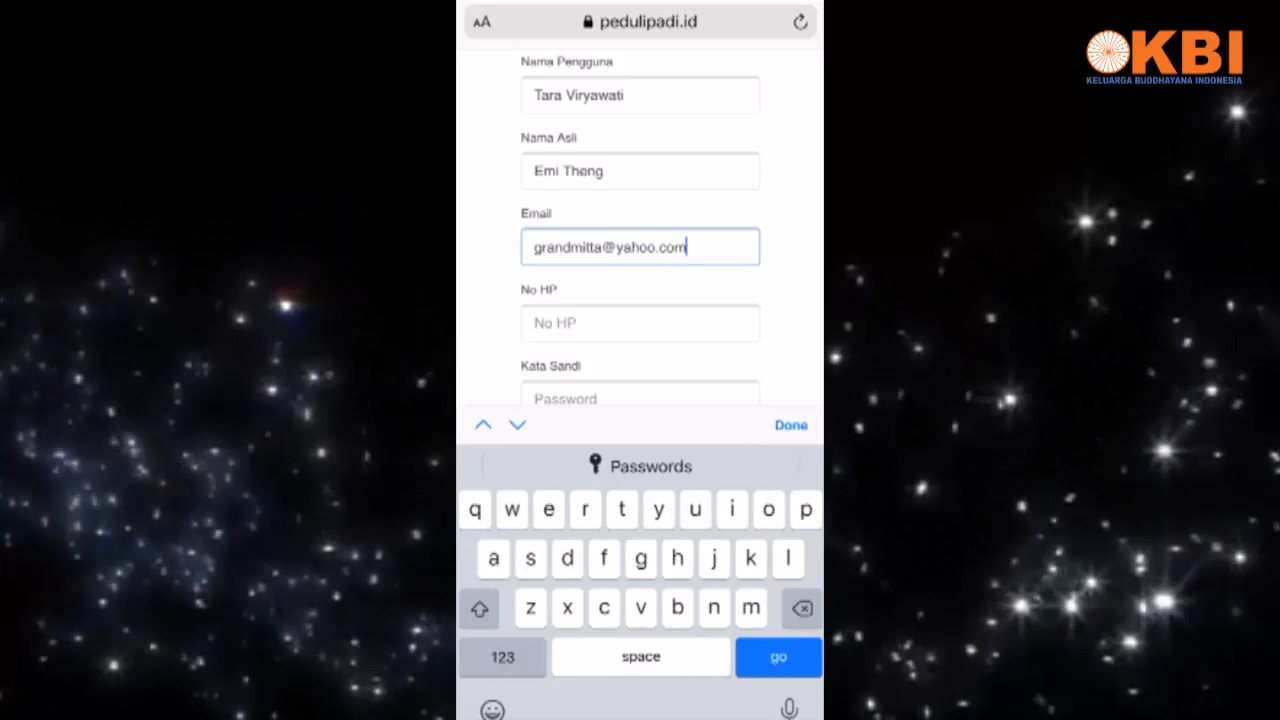 AA pedulipadi.id
KBI
KELUARGA BUDDHAYANA INDONESIA
Nama Pengguna
Tara Viryawati
Nama Asli
Emi Theng
Email
grandmitta@yahoo.com
No HP
No HP
Kata Sandi
Password
Done
Passwords
q w e r t y u i o p
a s d f g h j k l
z x c v b n m
123 space go